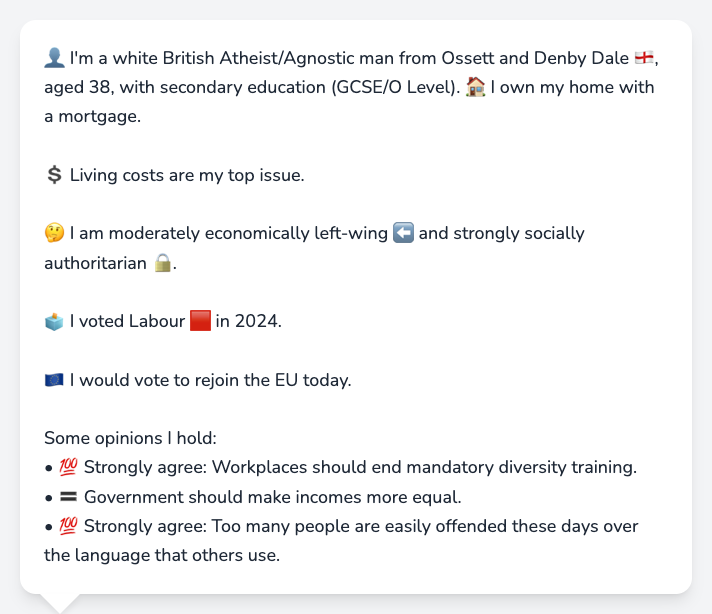 👤 I'm a white British Atheist/Agnostic man from Ossett and Denby Dale 🏴󠁧󠁢󠁥󠁮󠁧󠁿,
aged 38, with secondary education (GCSE/O Level). 🏠 I own my home with
a mortgage.
💲 Living costs are my top issue.
🤔 I am moderately economically left-wing ⬅️ and strongly socially
authoritarian 🔒.
🗳️ I voted Labour 🟥 in 2024.
🇪🇺 I would vote to rejoin the EU today.
Some opinions I hold:
• 💯 Strongly agree: Workplaces should end mandatory diversity training.
• 🟰 Government should make incomes more equal.
• 💯 Strongly agree: Too many people are easily offended these days over
the language that others use.